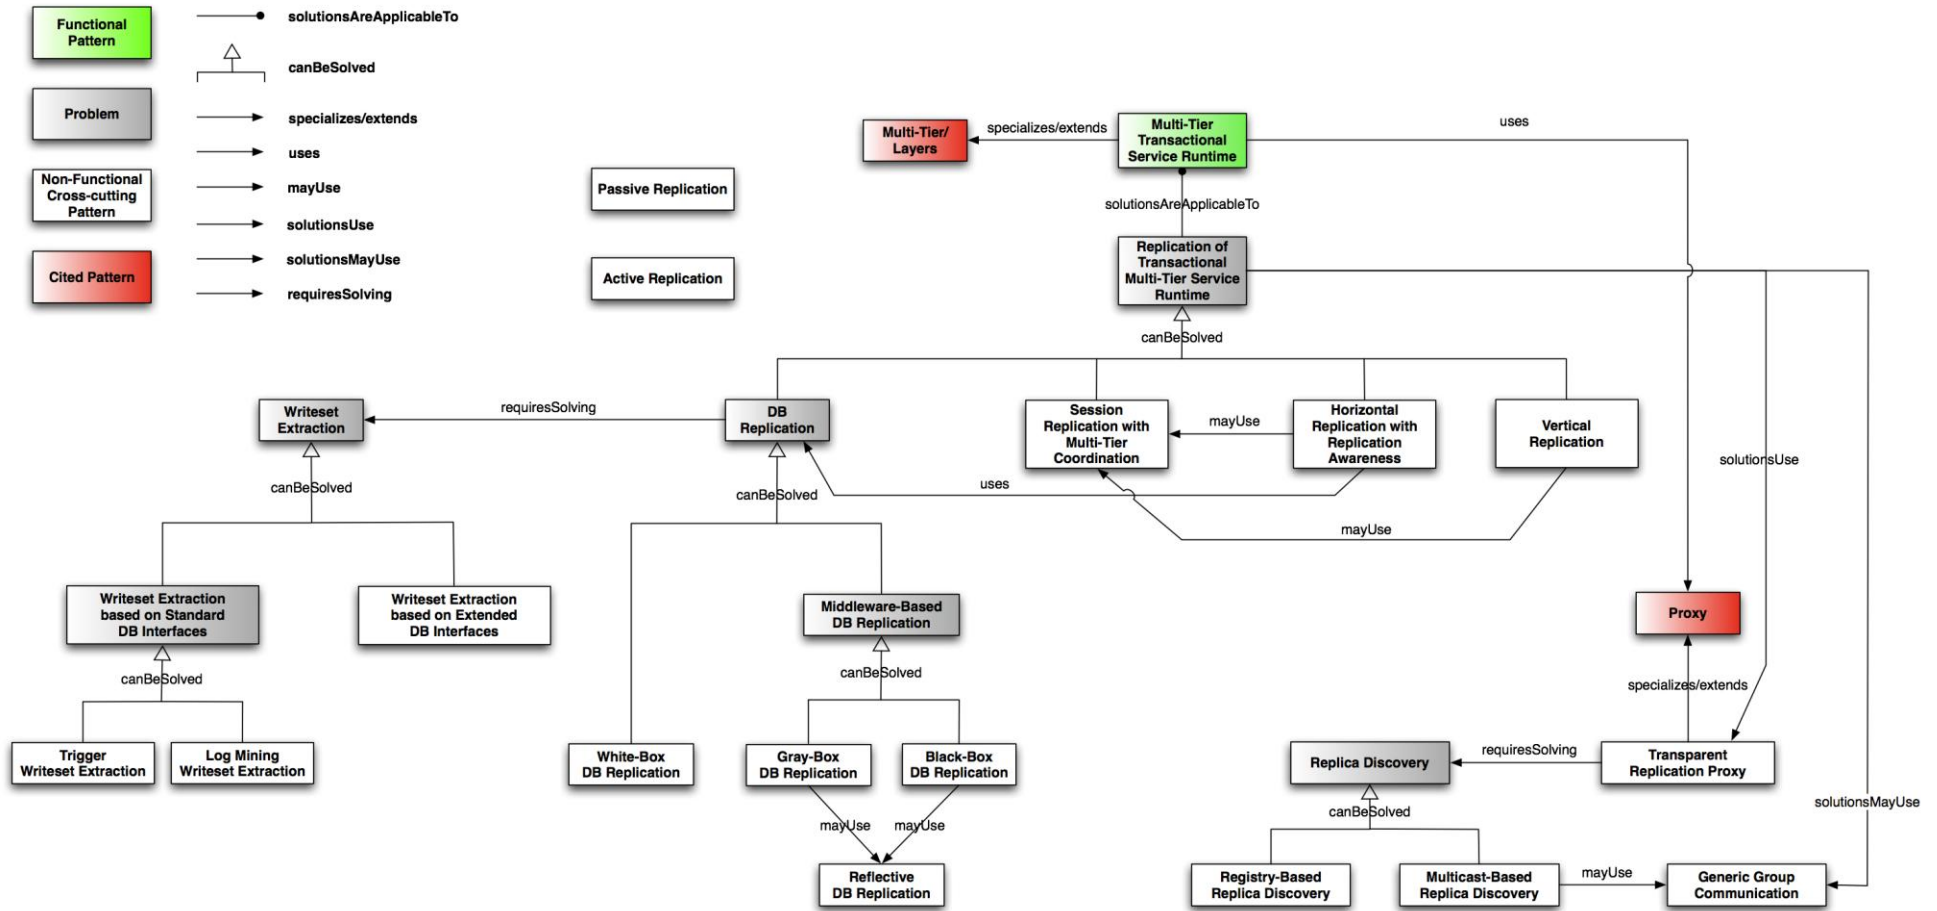 Functional
Pattern
solutionsAreApplicableTo
canBeSolved
Problem
specializes/extends
uses
Non-Functional
Cross-cutting
Pattern
mayUse
solutionsUse
Cited Pattern
solutionsMayUse
requiresSolving
Passive Replication
Active Replication
Multi-Tier/
Layers
specializes/extends
Multi-Tier
Transactional
Service Runtime
uses
solutionsAreApplicableTo
Replication of
Transactional
Multi-Tier Service
Runtime
canBeSolved
Writeset
Extraction
requiresSolving
DB
Replication
Session
Replication with
Multi-Tier
Coordination
mayUse
Horizontal
Replication with
Replication
Awareness
Vertical
Replication
solutionsUse
canBeSolved
canBeSolved
uses
mayUse
Writeset Extraction
based on Standard
DB Interfaces
Writeset Extraction
based on Extended
DB Interfaces
Middleware-Based
DB Replication
Proxy
canBeSolved
canBeSolved
specializes/extends
Trigger
Writeset Extraction
Log Mining
Writeset Extraction
White-Box
DB Replication
Gray-Box
DB Replication
Black-Box
DB Replication
Replica Discovery
requiresSolving
Transparent
Replication Proxy
mayUse
mayUse
canBeSolved
solutionsMayUse
Reflective
DB Replication
Registry-Based
Replica Discovery
Multicast-Based
Replica Discovery
mayUse
Generic Group
Communication